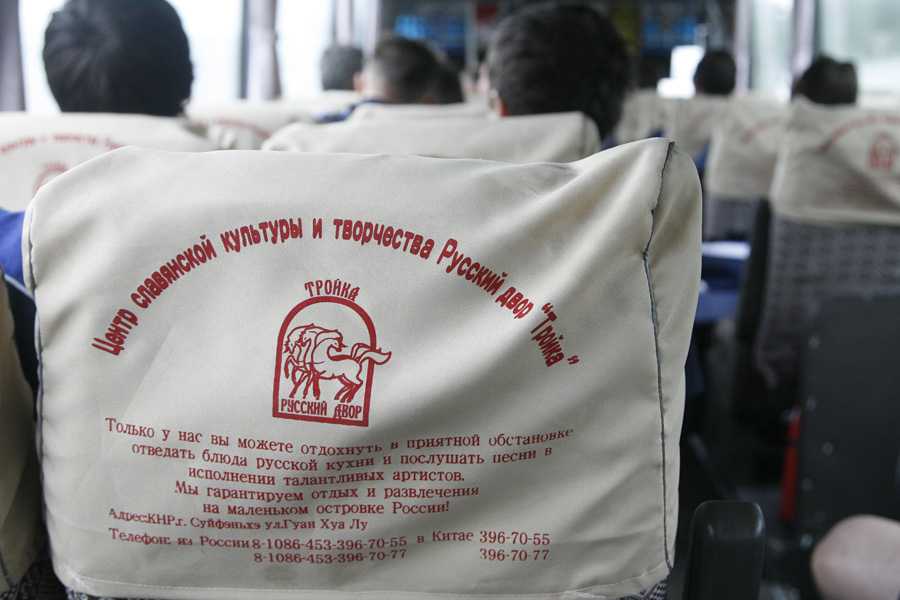 Центр славянской культуры и творчества Русский двор "Тройка"
ТРОЙКА
РУССКИЙ ДВОР
Только у нас вы можете отдохнуть в приятной обстановке
отведать блюда русской кухни и послушать песни в
исполнении талантливых артистов.
Мы гарантируем отдых и развлечения
на маленьком островке России!
Адрес:КНР.г. Суйфэньхэ ул.Гуан Хуа Лу
Телефон: из России 8-1086-453-396-70-55 в Китае 396-70-55
8-1086-453-396-70-77 396-70-77